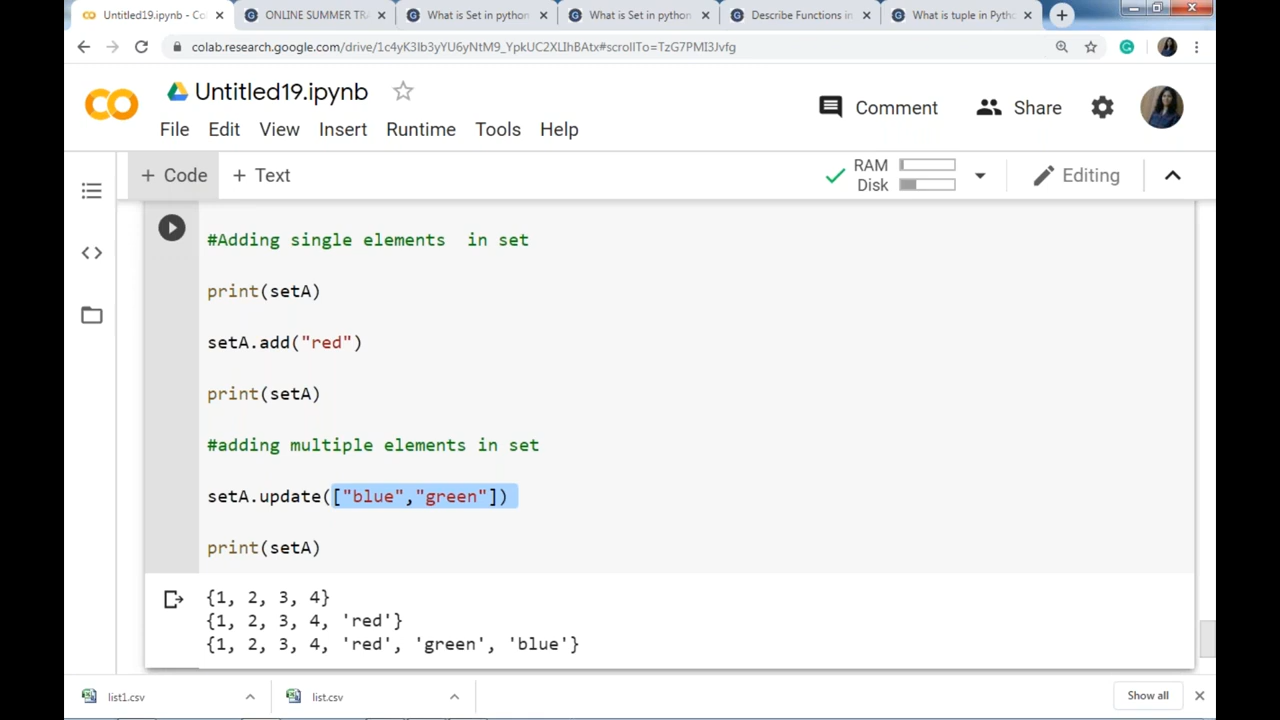 Untitled19.ipynb - Co
ONLINE SUMMER TRA
What is Set in python
What is Set in python
Describe Functions in
What is tuple in Pytho
colab.research.google.com/drive/1c4yK3Ib3yYU6yNtM9_YpkUC2XLIhBAtx#scrollTo=TzG7PMI3Jvfg
CO
Untitled19.ipynb
File Edit View Insert Runtime Tools Help
Comment
Share
+ Code
+ Text
RAM
Disk
Editing
#Adding single elements  in set
print(setA)
setA.add("red")
print(setA)
#adding multiple elements in set
setA.update(["blue","green"])
print(setA)
{1, 2, 3, 4}
{1, 2, 3, 4, 'red'}
{1, 2, 3, 4, 'red', 'green', 'blue'}
list1.csv
list.csv
Show all